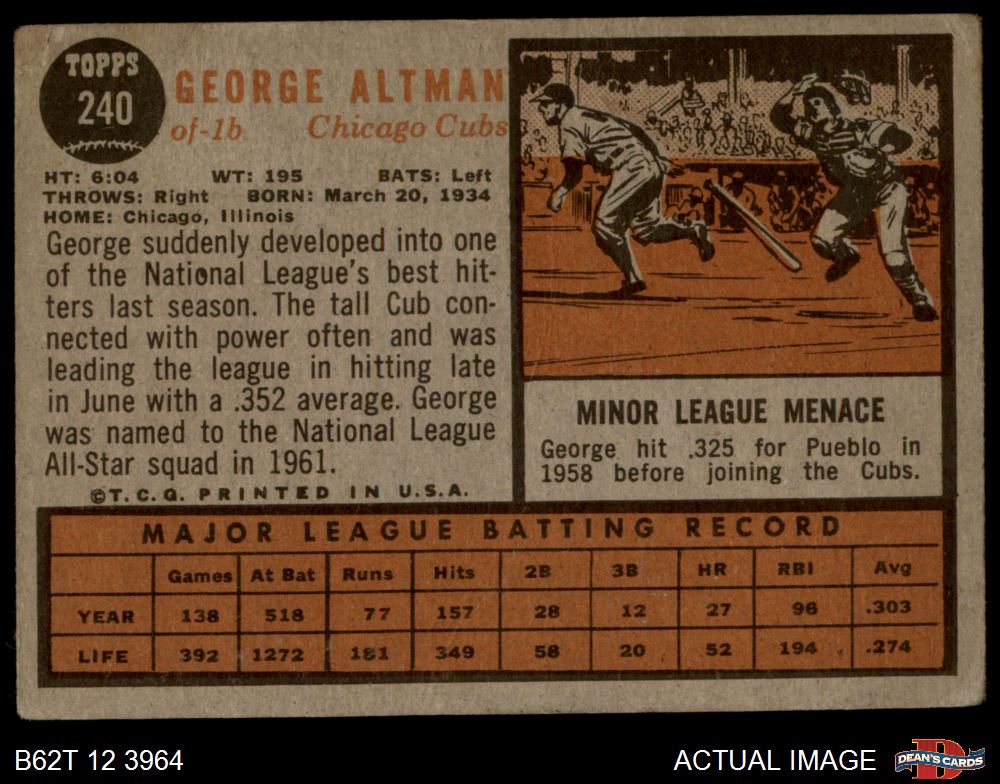 TOPPS
240
GEORGE ALTMAN
of-1b Chicago Cubs
HT: 6:04 WT: 195 BATS: Left
THROWS: Right BORN: March 20, 1934
HOME: Chicago, Illinois
George suddenly developed into one
of the National League's best hit-
ters last season. The tall Cub con-
nected with power often and was
leading the league in hitting late
in June with a .352 average. George
was named to the National League
All-Star squad in 1961.
©T.C.G. PRINTED IN U.S.A.
MINOR LEAGUE MENACE
George hit .325 for Pueblo in
1958 before joining the Cubs.
MAJOR LEAGUE BATTING RECORD
Games At Bat Runs Hits 2B 3B HR RBI Avg
YEAR 138 518 77 157 28 12 27 96 .303
LIFE 392 1272 181 349 58 20 52 194 .274
B62T 12 3964
ACTUAL IMAGE
DEAN'S CARDS